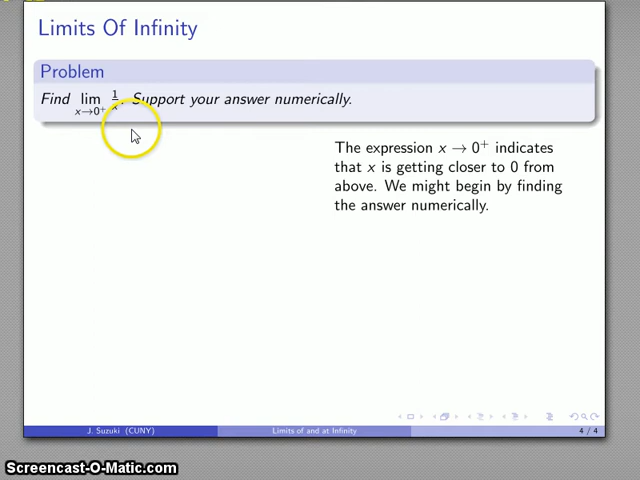 Limits Of Infinity
Problem
Find lim x→0⁺ 1/x. Support your answer numerically.
The expression x → 0⁺ indicates
that x is getting closer to 0 from
above. We might begin by finding
the answer numerically.
J. Suzuki (CUNY)
Limits of and at Infinity
4 / 4
Screencast-O-Matic.com